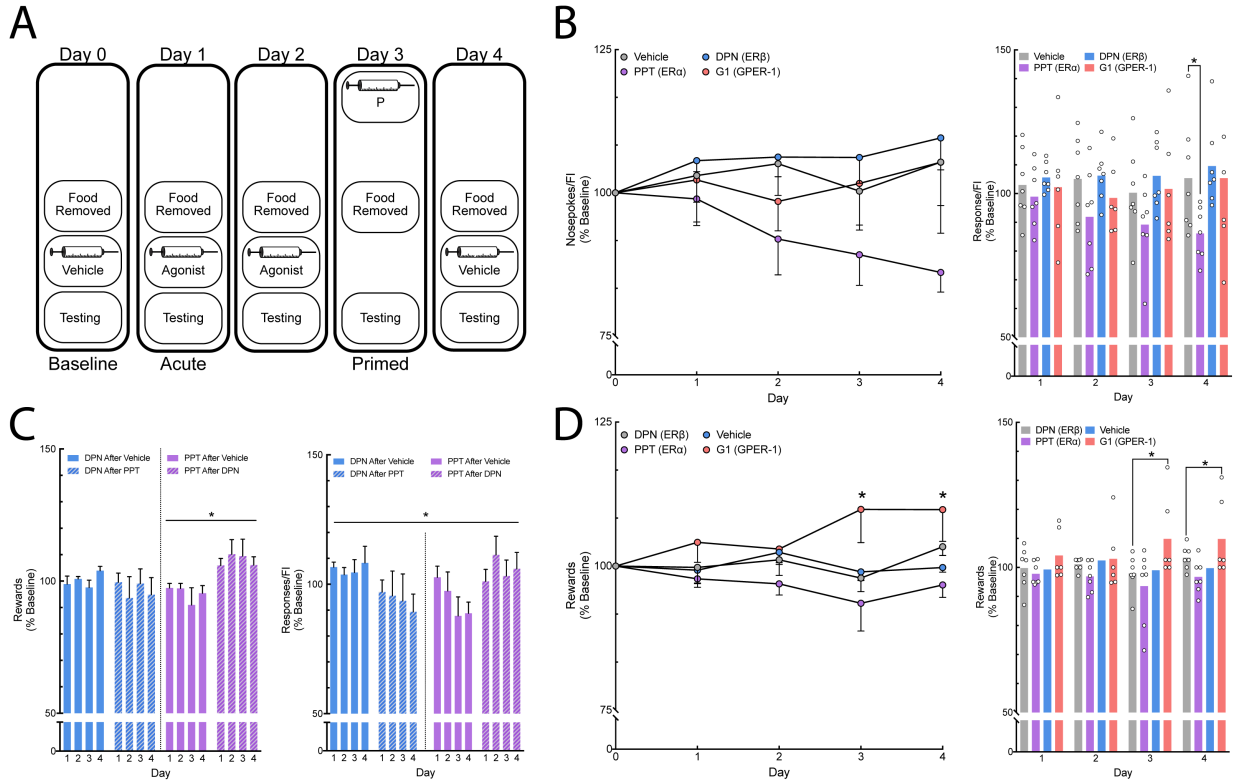 A
Day 0
Day 1
Day 2
Day 3
Day 4
P
Food
Removed
Food
Removed
Food
Removed
Food
Removed
Food
Removed
Vehicle
Agonist
Agonist
Vehicle
Testing
Testing
Testing
Testing
Testing
Baseline
Acute
Primed
B
125
100
75
0
Nosepokes/FI
(% Baseline)
Vehicle
DPN (ERβ)
PPT (ERα)
G1 (GPER-1)
0
1
2
3
4
Day
150
100
50
0
Response/FI
(% Baseline)
Vehicle
DPN (ERβ)
PPT (ERα)
G1 (GPER-1)
*
1
2
3
4
Day
C
150
100
50
0
Rewards
(% Baseline)
DPN After Vehicle
PPT After Vehicle
DPN After PPT
PPT After DPN
*
1 2 3 4 1 2 3 4 1 2 3 4 1 2 3 4
Day
150
100
50
0
Response/FI
(% Baseline)
DPN After Vehicle
PPT After Vehicle
DPN After PPT
PPT After DPN
*
1 2 3 4 1 2 3 4 1 2 3 4 1 2 3 4
Day
D
125
100
75
0
Rewards
(% Baseline)
DPN (ERβ)
Vehicle
PPT (ERα)
G1 (GPER-1)
*
*
0
1
2
3
4
Day
150
100
50
0
Rewards
(% Baseline)
DPN (ERβ)
Vehicle
PPT (ERα)
G1 (GPER-1)
*
*
1
2
3
4
Day